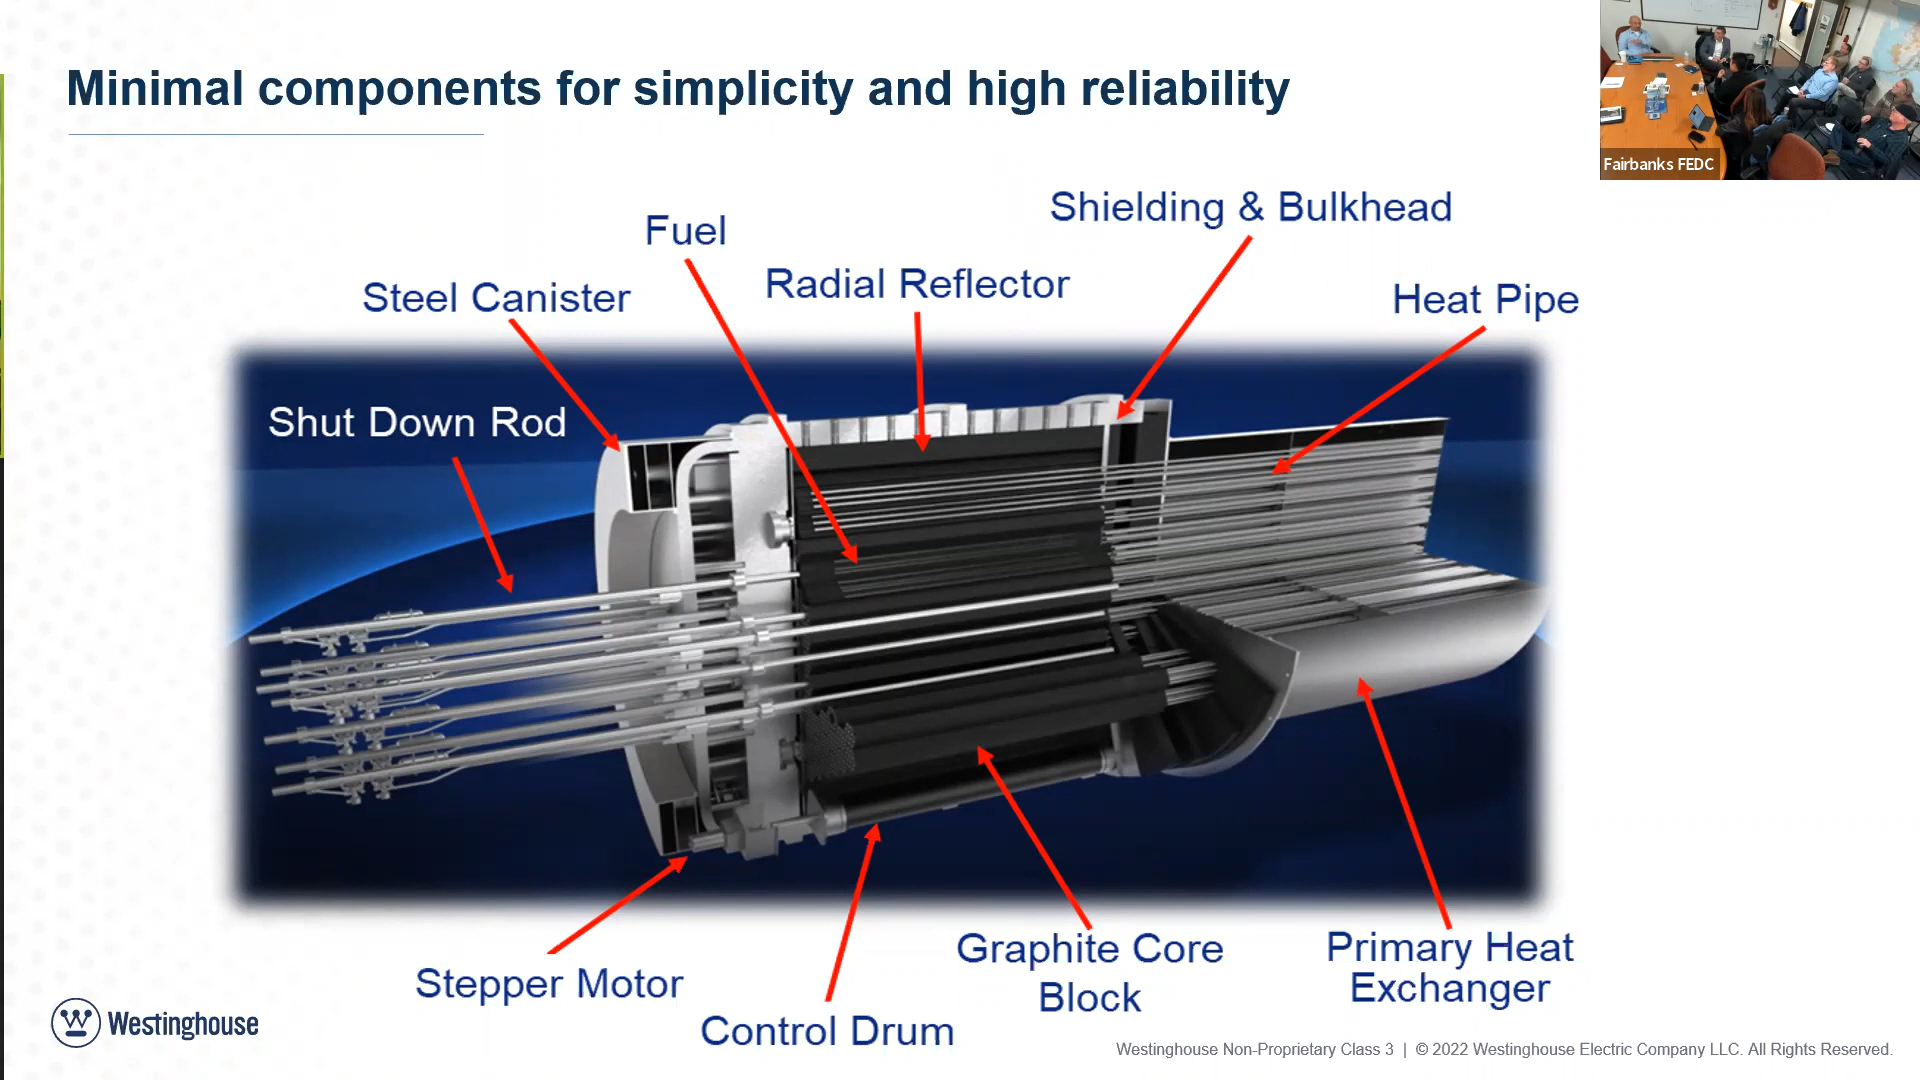 Minimal components for simplicity and high reliability
Fairbanks FEDC
Shielding & Bulkhead
Fuel
Radial Reflector
Steel Canister
Heat Pipe
Shut Down Rod
Graphite Core
Block
Primary Heat
Exchanger
Stepper Motor
Control Drum
Westinghouse
Westinghouse Non-Proprietary Class 3 | © 2022 Westinghouse Electric Company LLC. All Rights Reserved.